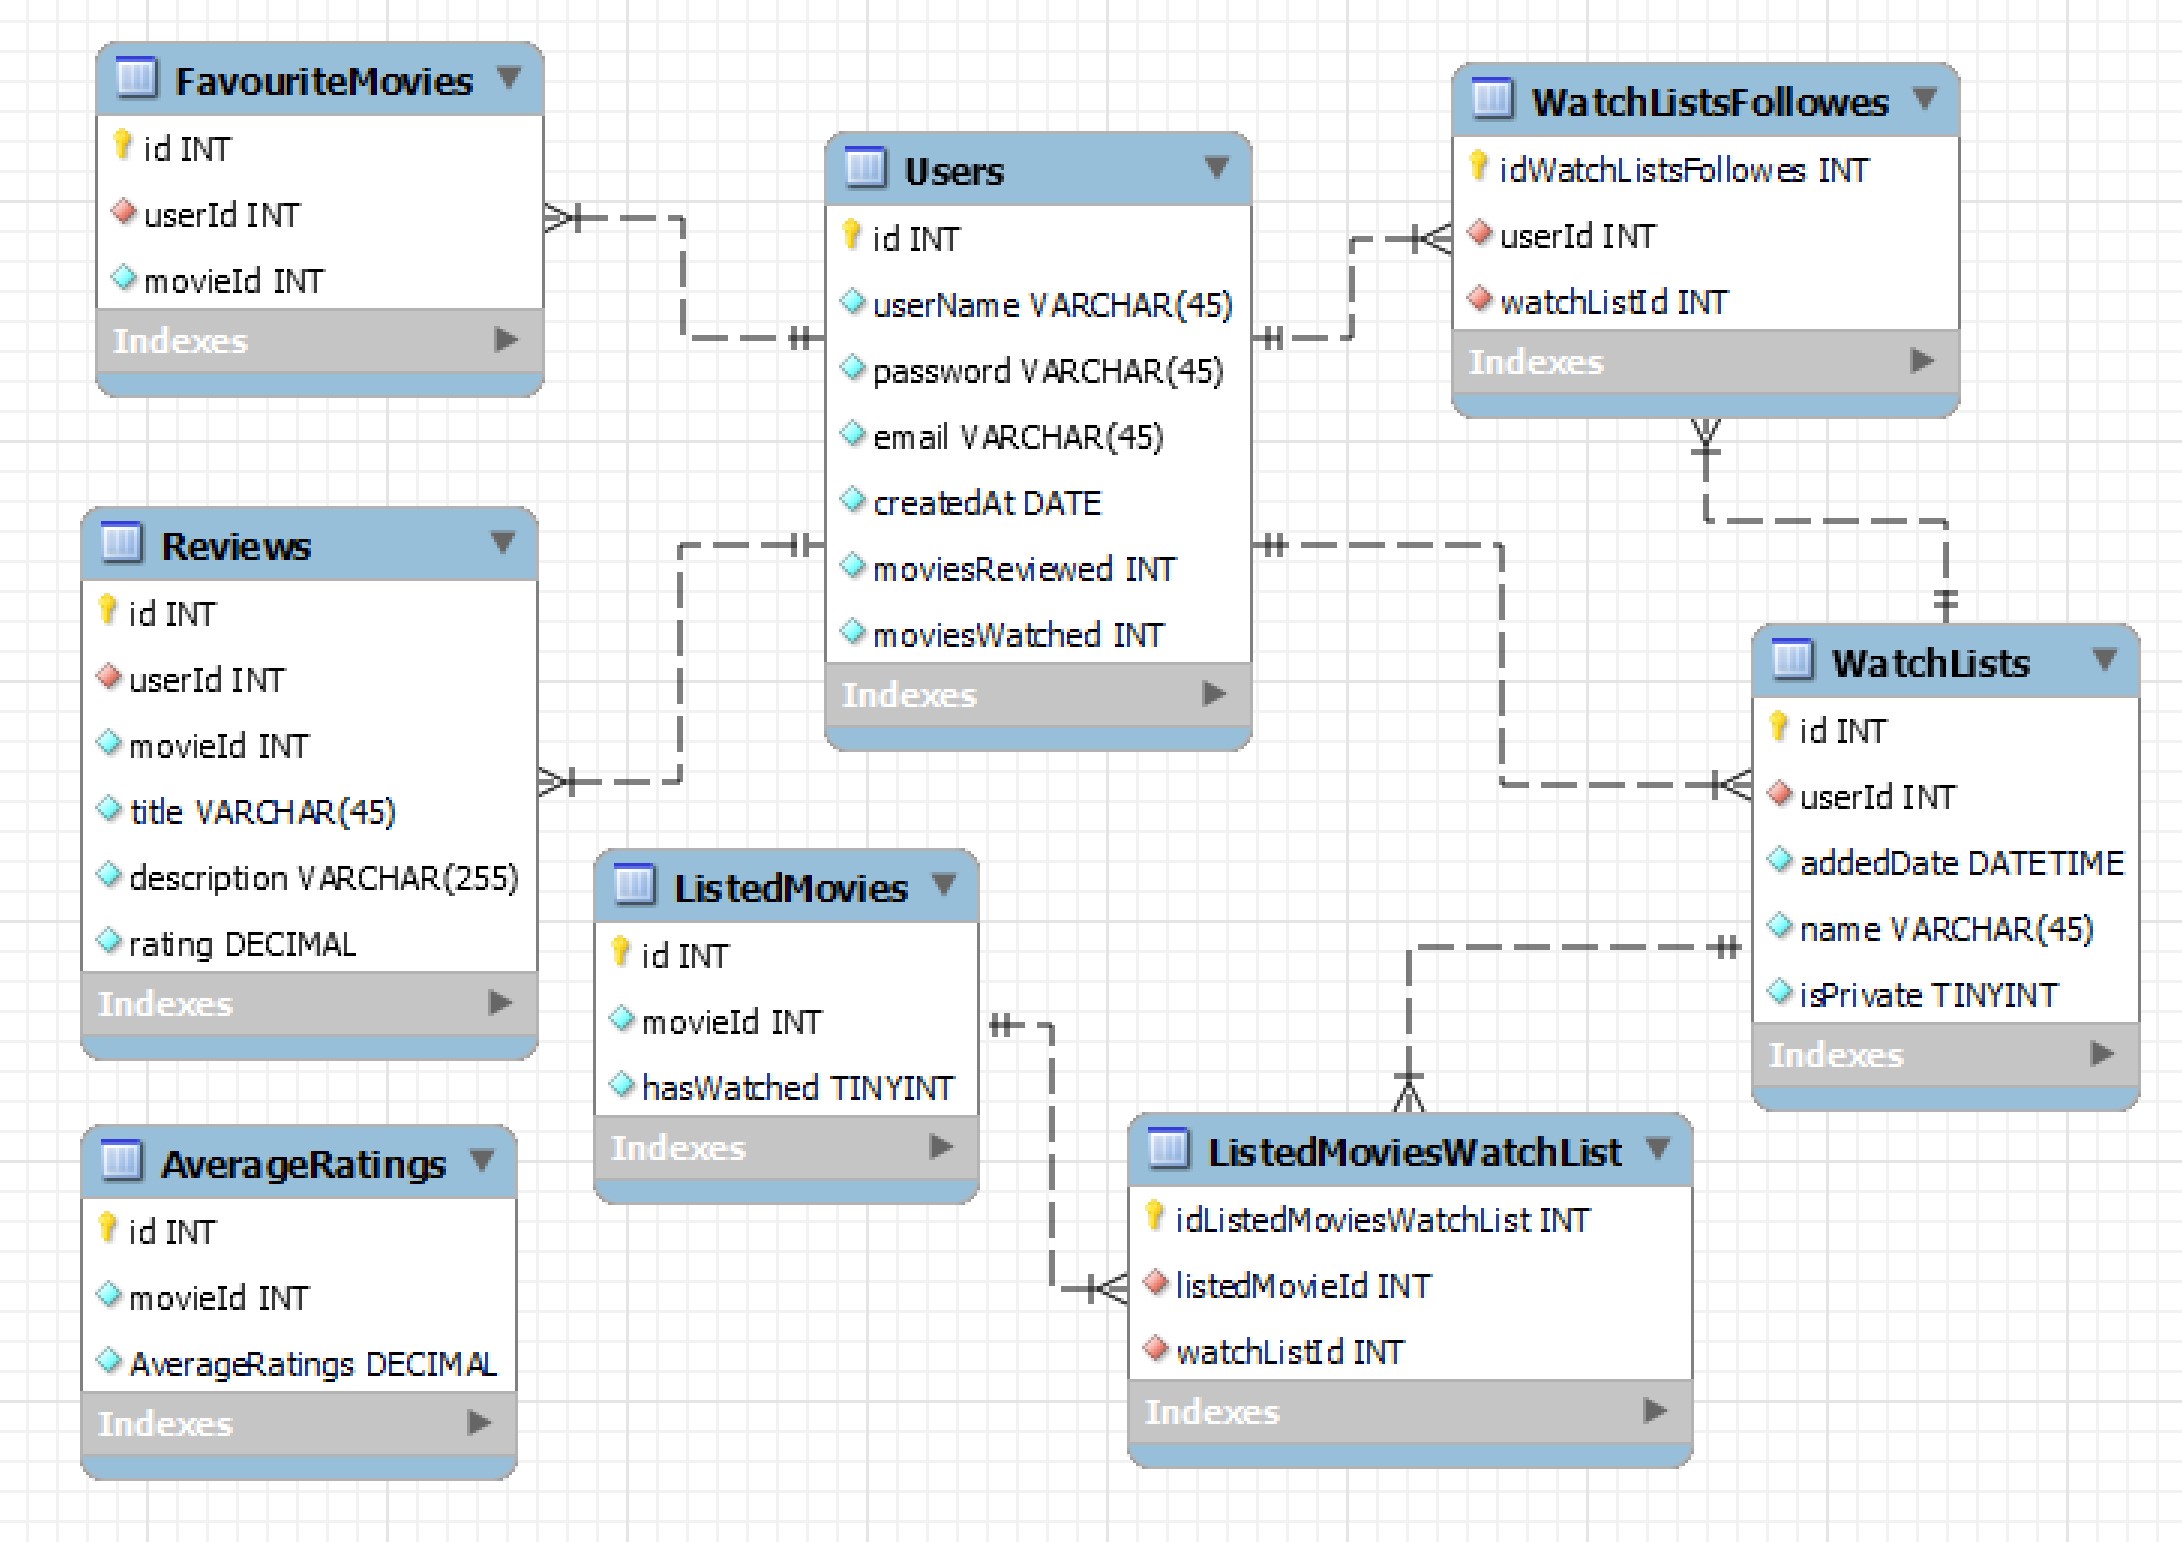 FavouriteMovies
id INT
userId INT
movieId INT
Indexes
Users
id INT
userName VARCHAR(45)
password VARCHAR(45)
email VARCHAR(45)
createdAt DATE
moviesReviewed INT
moviesWatched INT
Indexes
WatchListsFollowes
idWatchListsFollowes INT
userId INT
watchListId INT
Indexes
Reviews
id INT
userId INT
movieId INT
title VARCHAR(45)
description VARCHAR(255)
rating DECIMAL
Indexes
WatchLists
id INT
userId INT
addedDate DATETIME
name VARCHAR(45)
isPrivate TINYINT
Indexes
ListedMovies
id INT
movieId INT
hasWatched TINYINT
Indexes
AverageRatings
id INT
movieId INT
AverageRatings DECIMAL
Indexes
ListedMoviesWatchList
idListedMoviesWatchList INT
listedMovieId INT
watchListId INT
Indexes